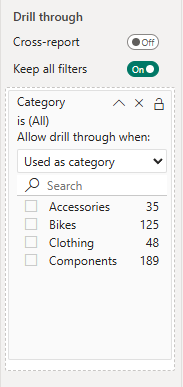 Drill through
Cross-report Off
Keep all filters On
Category
is (All)
Allow drill through when:
Used as category
Search
Accessories 35
Bikes 125
Clothing 48
Components 189